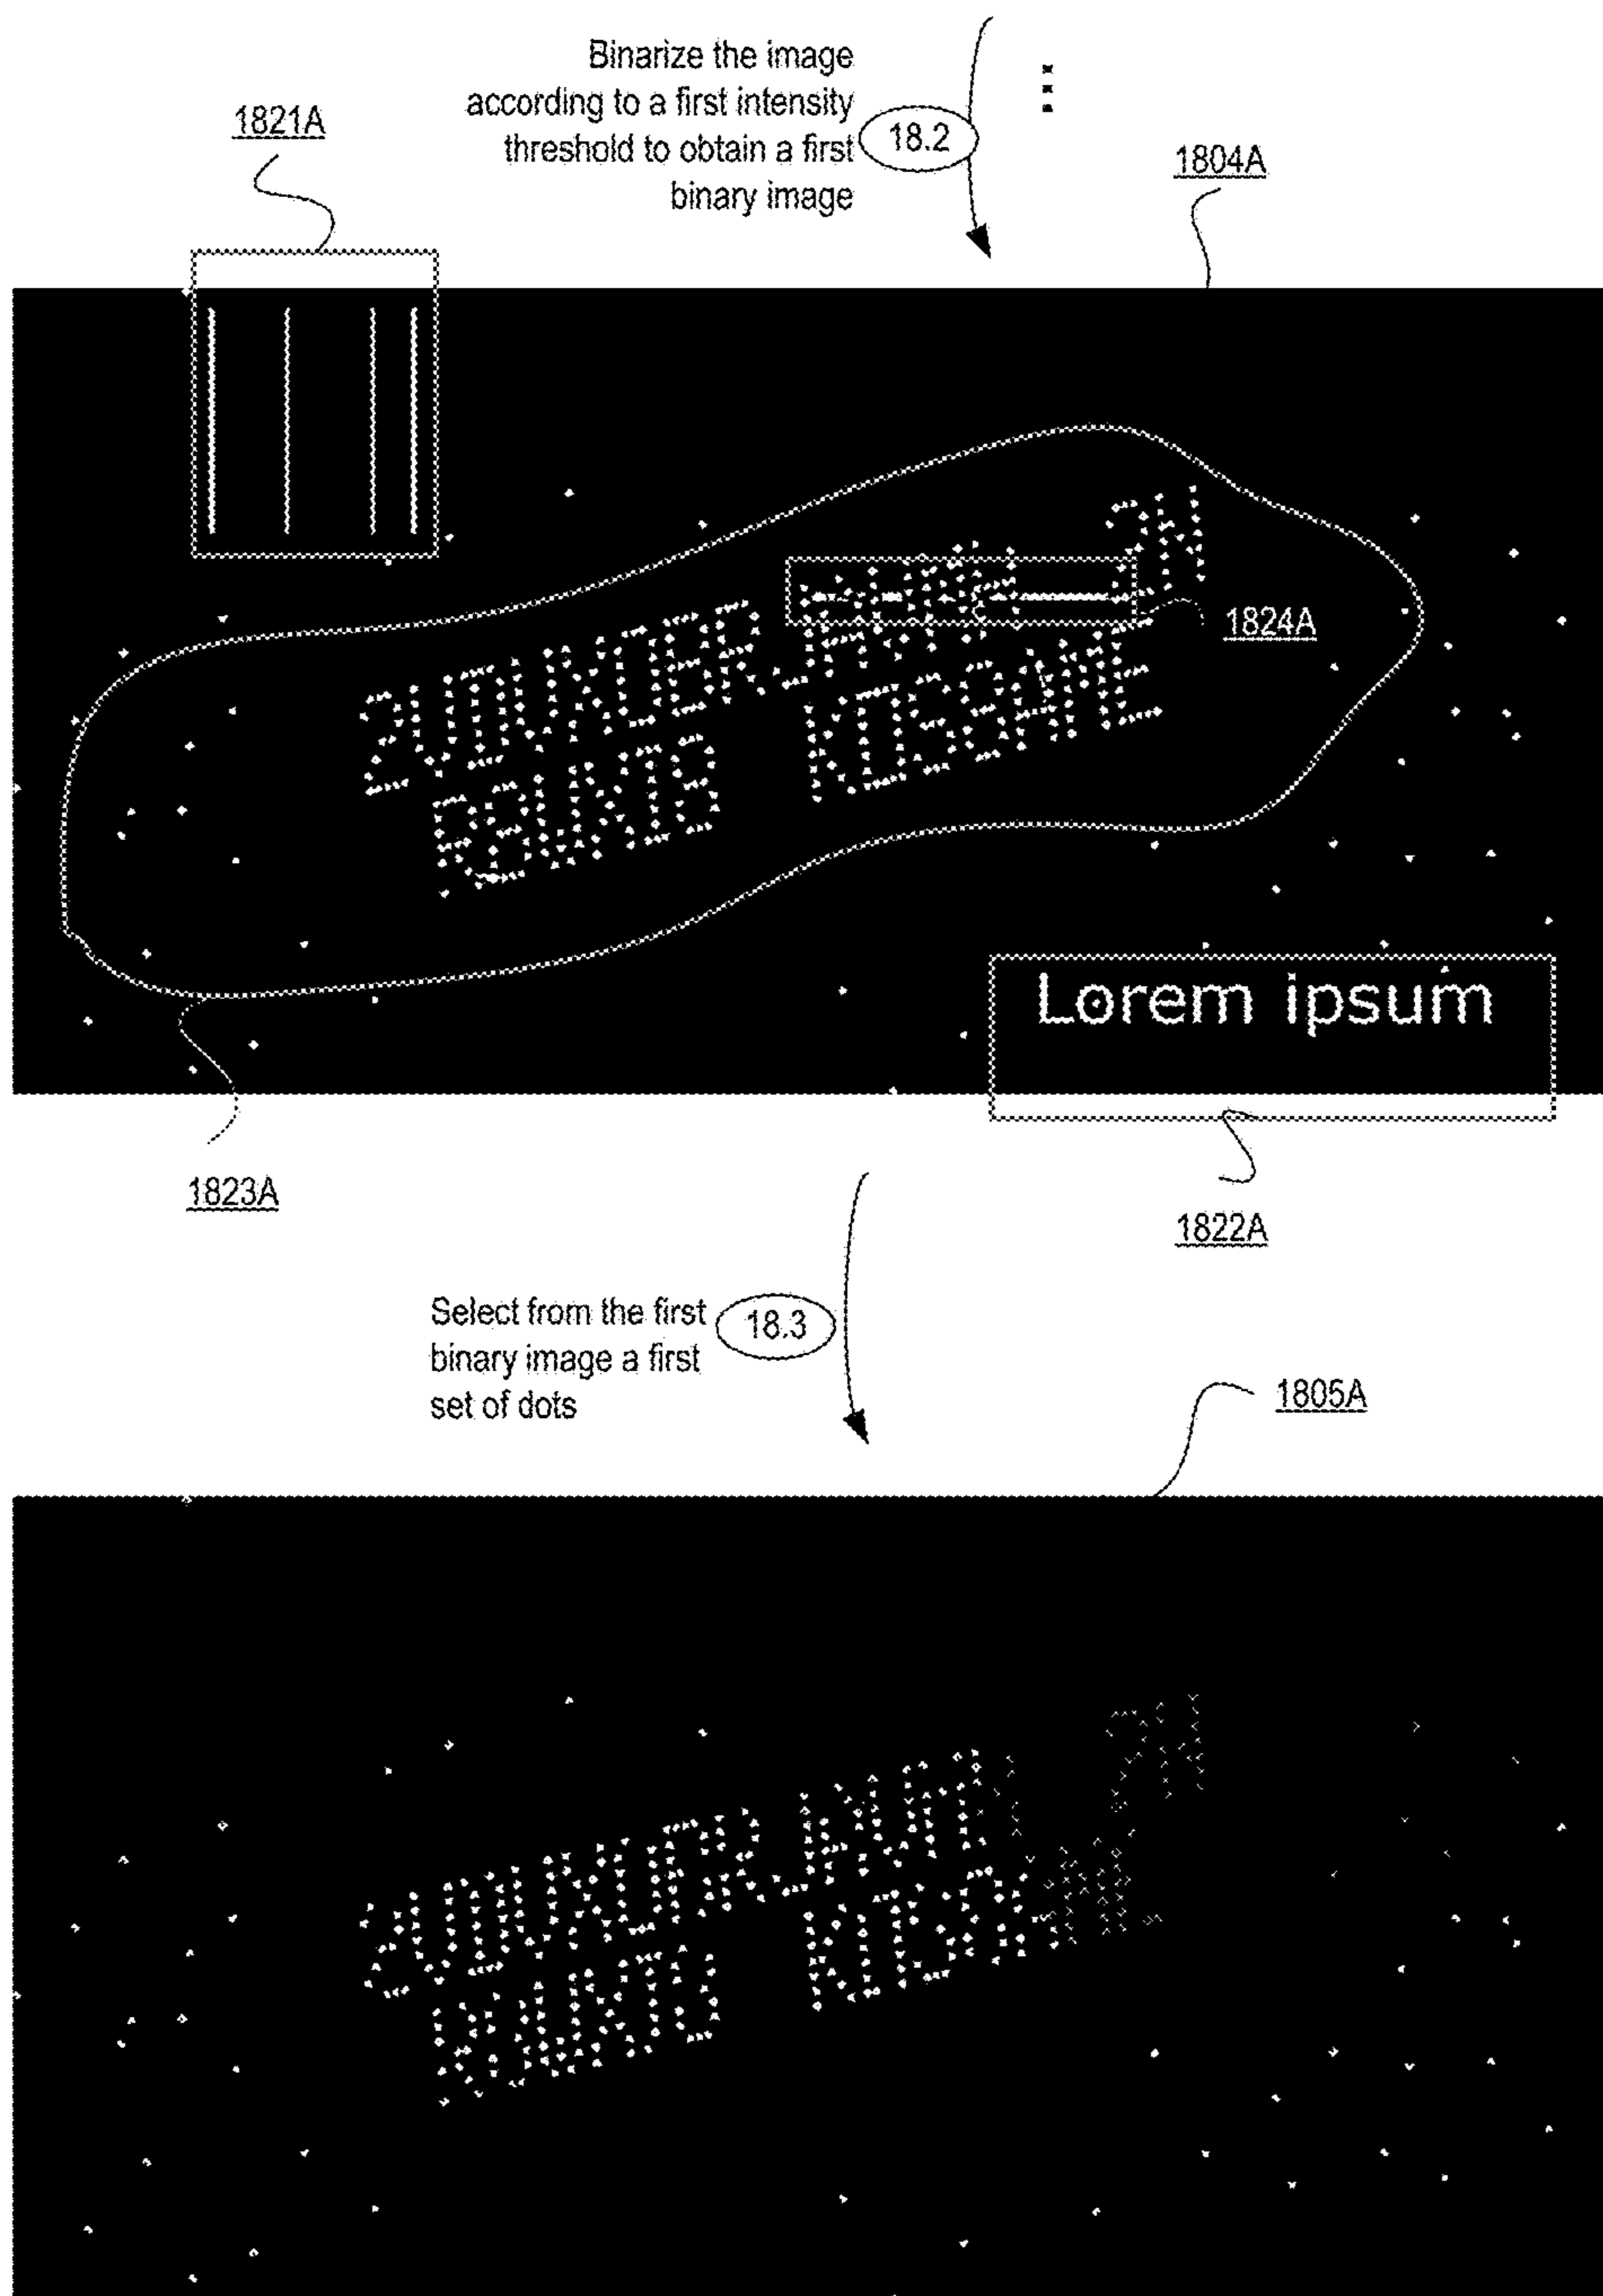 Binarize the image
according to a first intensity
threshold to obtain a first
binary image
18.2
1821A
1804A
1824A
Lorem ipsum
1823A
1822A
Select from the first
binary image a first
set of dots
18.3
1805A